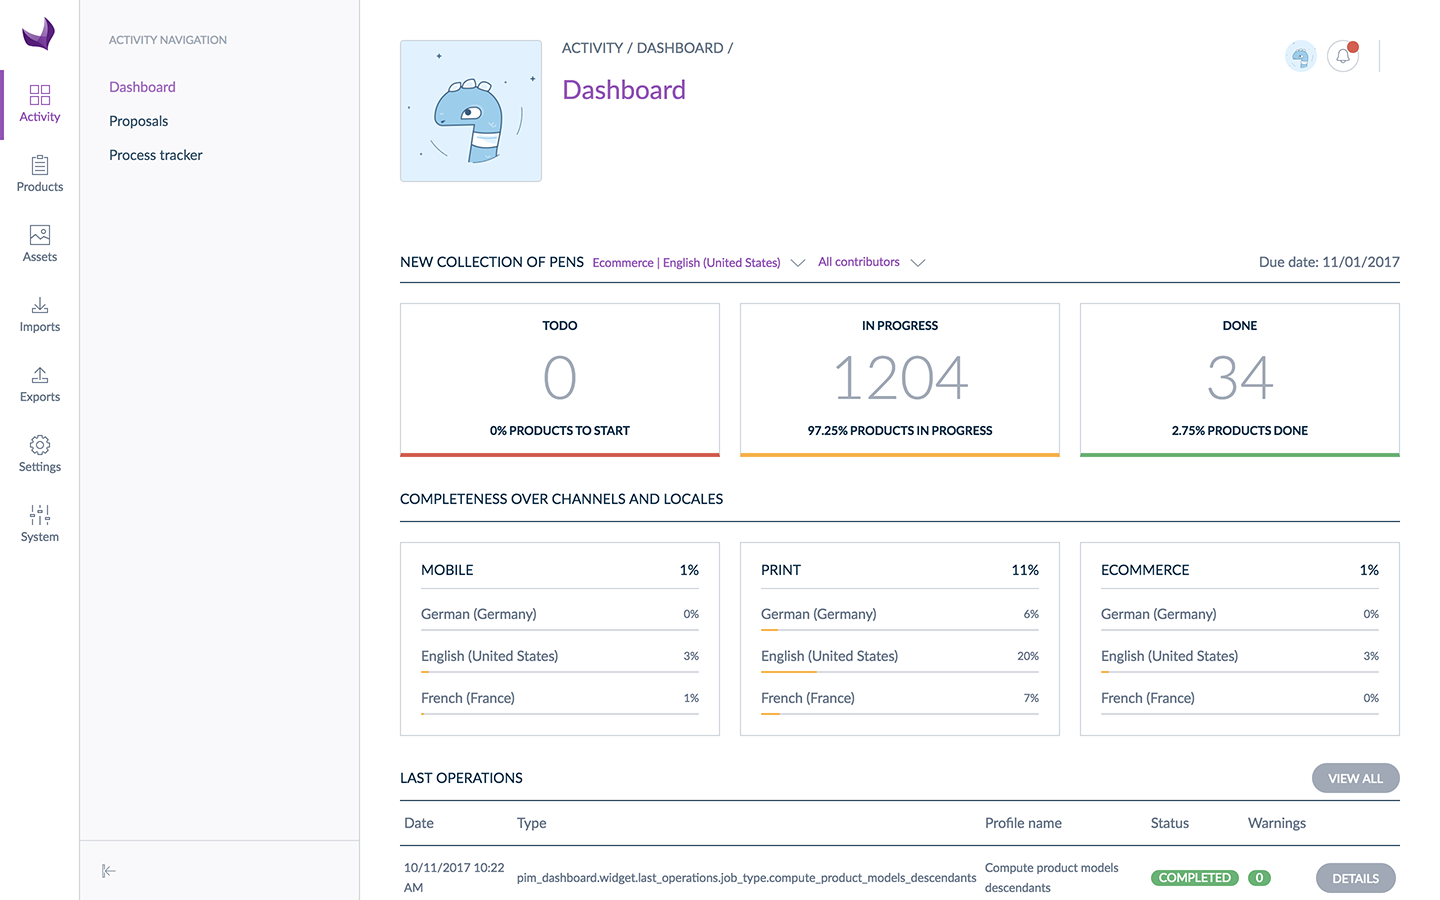 ACTIVITY NAVIGATION
Dashboard
Proposals
Process tracker
Activity
Products
Assets
Imports
Exports
Settings
System
ACTIVITY / DASHBOARD /
Dashboard
NEW COLLECTION OF PENS Ecommerce | English (United States) All contributors Due date: 11/01/2017
TODO
0
0% PRODUCTS TO START
IN PROGRESS
1204
97.25% PRODUCTS IN PROGRESS
DONE
34
2.75% PRODUCTS DONE
COMPLETENESS OVER CHANNELS AND LOCALES
MOBILE 1%
German (Germany) 0%
English (United States) 3%
French (France) 1%
PRINT 11%
German (Germany) 6%
English (United States) 20%
French (France) 7%
ECOMMERCE 1%
German (Germany) 0%
English (United States) 3%
French (France) 0%
LAST OPERATIONS VIEW ALL
Date Type Profile name Status Warnings
10/11/2017 10:22
AM
pim_dashboard.widget.last_operations.job_type.compute_product_models_descendants
Compute product models
descendants
COMPLETED 0 DETAILS